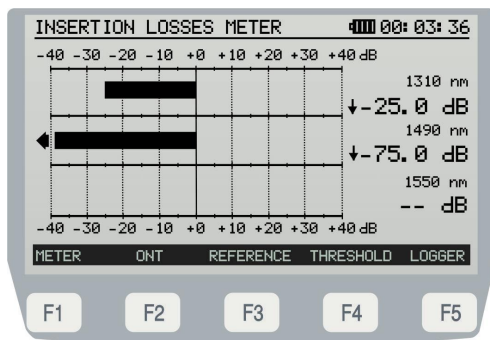 INSERTION LOSSES METER 00:03:36
-40 -30 -20 -10 +0 +10 +20 +30 +40 dB
1310 nm
↓-25.0 dB
1490 nm
↓-75.0 dB
1550 nm
-- dB
-40 -30 -20 -10 +0 +10 +20 +30 +40 dB
METER ONT REFERENCE THRESHOLD LOGGER
F1 F2 F3 F4 F5